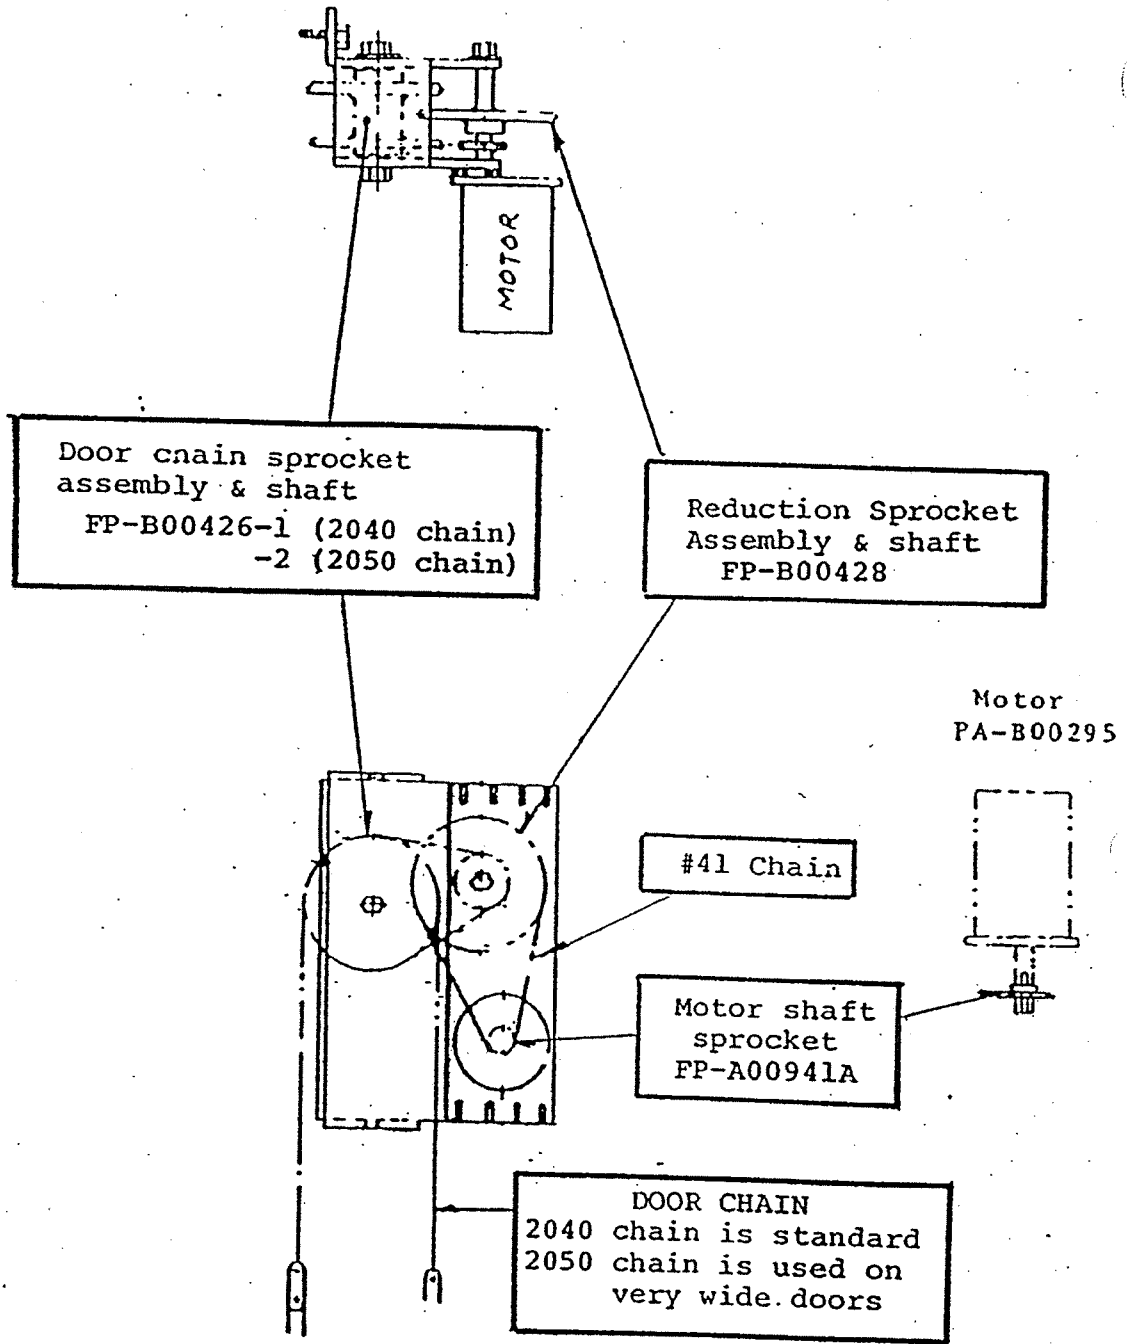 MOTOR
Door cnain sprocket
assembly & shaft
FP-B00426-1 (2040 chain)
-2 (2050 chain)
Reduction Sprocket
Assembly & shaft
FP-B00428
Motor
PA-B00295
#41 Chain
Motor shaft
sprocket
FP-A00941A
DOOR CHAIN
2040 chain is standard
2050 chain is used on
very wide doors